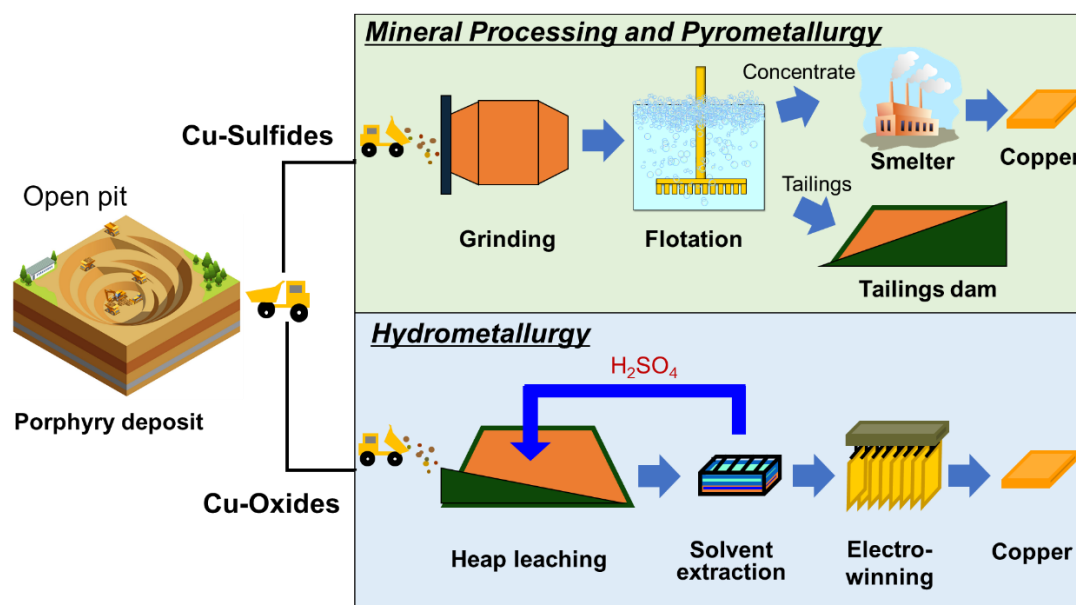 Mineral Processing and Pyrometallurgy
Concentrate
Cu-Sulfides
Smelter
Copper
Tailings
Open pit
Grinding
Flotation
Tailings dam
Hydrometallurgy
H₂SO₄
Porphyry deposit
Cu-Oxides
Heap leaching
Solvent
extraction
Electro-
winning
Copper